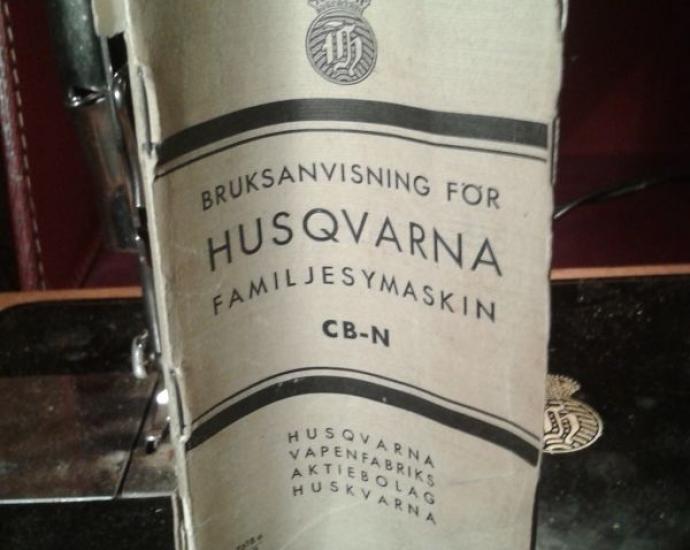 BRUKSANVISNING FÖR
HUSQVARNA
FAMILJESYMASKIN
CB-N
HUSQVARNA
VAPENFABRIKS
AKTIEBOLAG
HUSKVARNA